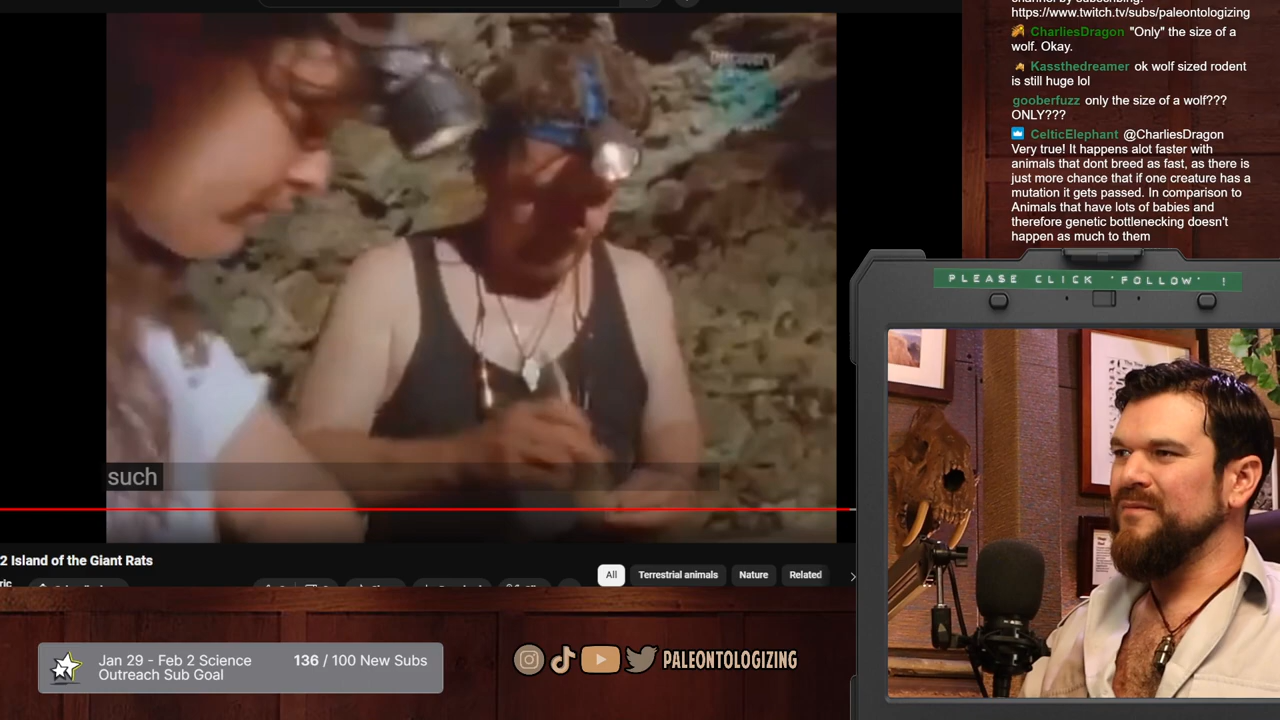 channel by subscribing!
https://www.twitch.tv/subs/paleontologizing
CharliesDragon "Only" the size of a
wolf. Okay.
Kassthedreamer ok wolf sized rodent
is still huge lol
gooberfuzz only the size of a wolf???
ONLY???
CelticElephant @CharliesDragon
Very true! It happens alot faster with
animals that dont breed as fast, as there is
just more chance that if one creature has a
mutation it gets passed. In comparison to
Animals that have lots of babies and
therefore genetic bottlenecking doesn't
happen as much to them
PLEASE CLICK 'FOLLOW' !
Discovery
such
2 Island of the Giant Rats
All
Terrestrial animals
Nature
Related
Jan 29 - Feb 2 Science
Outreach Sub Goal
136 / 100 New Subs
PALEONTOLOGIZING